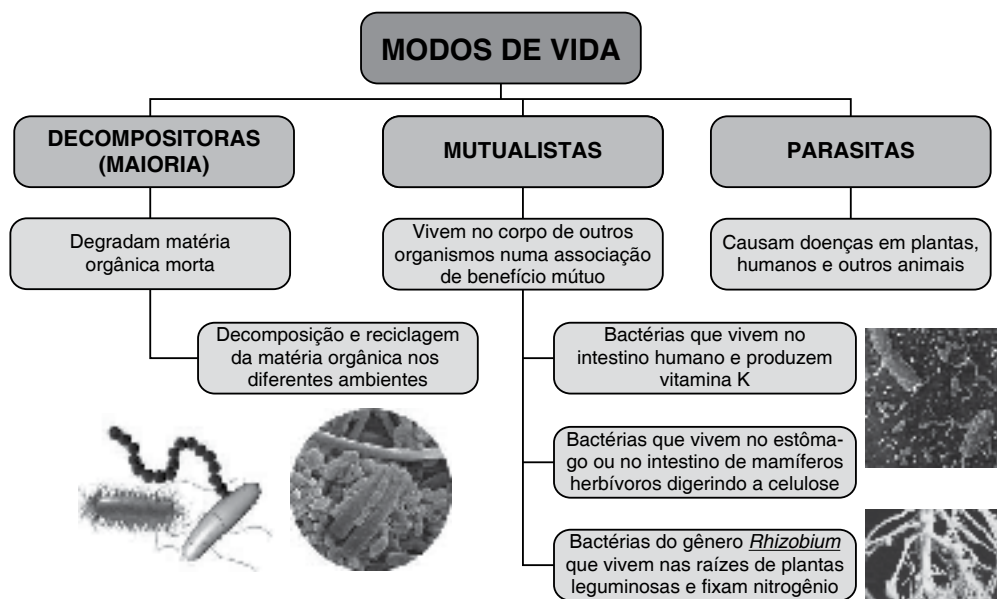 MODOS DE VIDA
DECOMPOSITORAS
(MAIORIA)
Degradam matéria
orgânica morta
Decomposição e reciclagem
da matéria orgânica nos
diferentes ambientes
MUTUALISTAS
Vivem no corpo de outros
organismos numa associação
de benefício mútuo
Bactérias que vivem no
intestino humano e produzem
vitamina K
Bactérias que vivem no estôma-
go ou no intestino de mamíferos
herbívoros digerindo a celulose
Bactérias do gênero Rhizobium
que vivem nas raízes de plantas
leguminosas e fixam nitrogênio
PARASITAS
Causam doenças em plantas,
humanos e outros animais